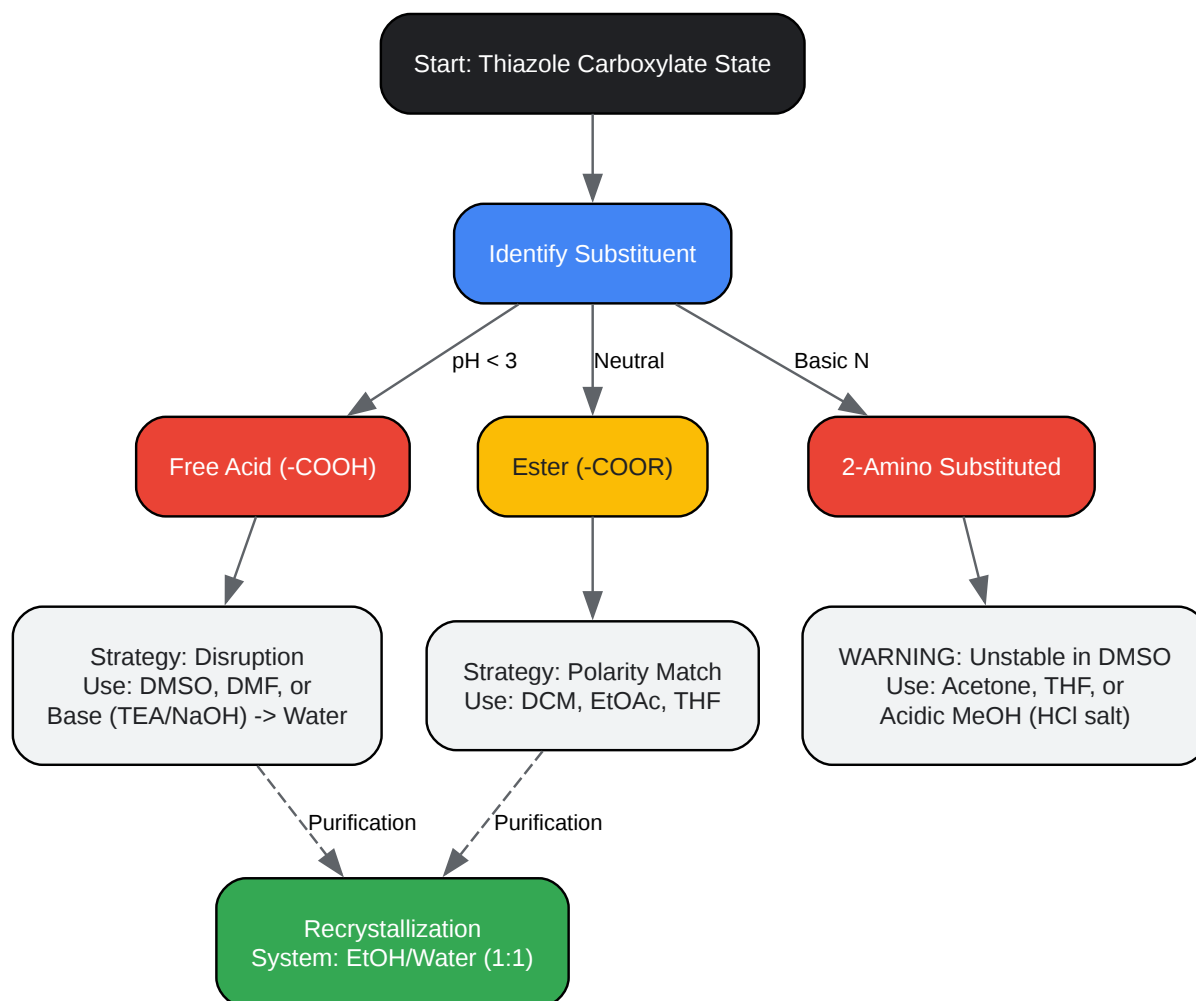 Start: Thiazole Carboxylate State
Identify Substituent
pH < 3
Neutral
Basic N
Free Acid (-COOH)
Ester (-COOR)
2-Amino Substituted
Strategy: Disruption
Use: DMSO, DMF, or
Base (TEA/NaOH) -> Water
Strategy: Polarity Match
Use: DCM, EtOAc, THF
WARNING: Unstable in DMSO
Use: Acetone, THF, or
Acidic MeOH (HCl salt)
Purification
Purification
Recrystallization
System: EtOH/Water (1:1)